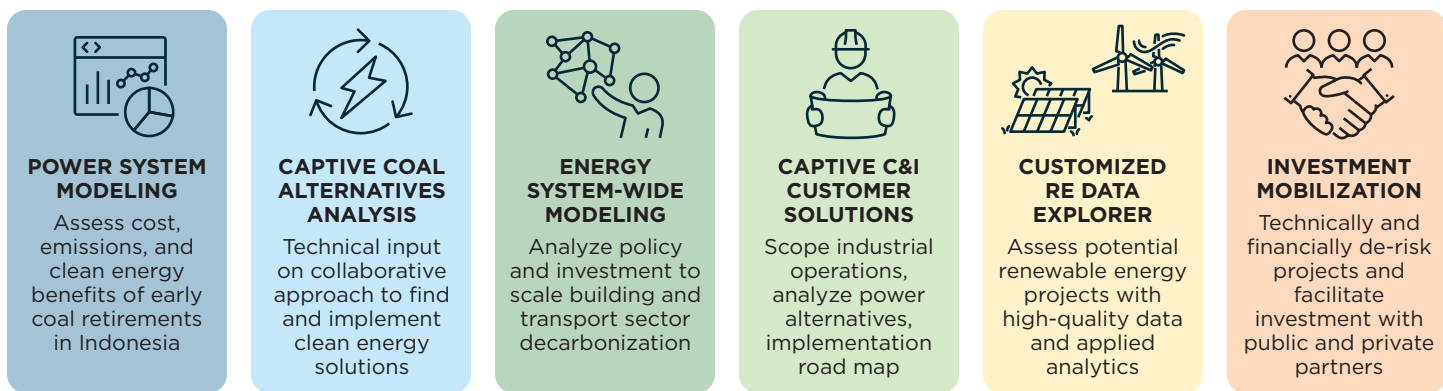 POWER SYSTEM
MODELING
Assess cost,
emissions, and
clean energy
benefits of early
coal retirements
in Indonesia
CAPTIVE COAL
ALTERNATIVES
ANALYSIS
Technical input
on collaborative
approach to find
and implement
clean energy
solutions
ENERGY
SYSTEM-WIDE
MODELING
Analyze policy
and investment to
scale building and
transport sector
decarbonization
CAPTIVE C&I
CUSTOMER
SOLUTIONS
Scope industrial
operations,
analyze power
alternatives,
implementation
road map
CUSTOMIZED
RE DATA
EXPLORER
Assess potential
renewable energy
projects with
high-quality data
and applied
analytics
INVESTMENT
MOBILIZATION
Technically and
financially de-risk
projects and
facilitate
investment with
public and private
partners